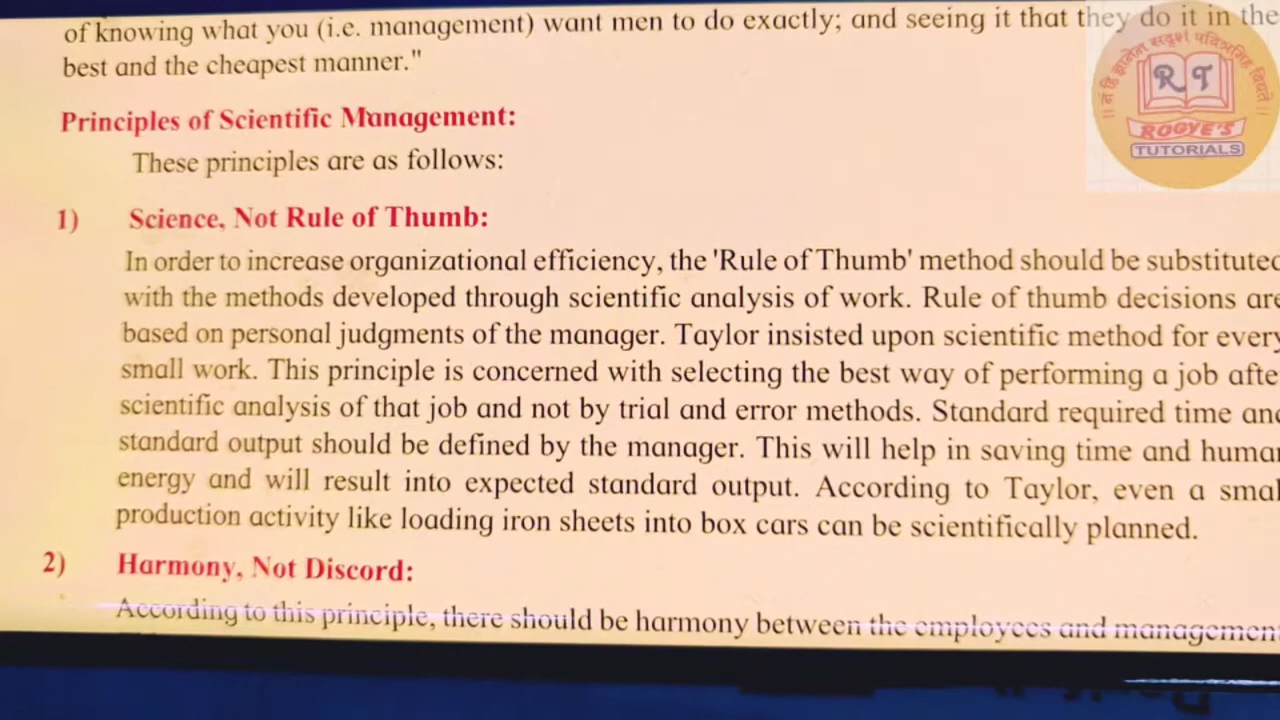 of knowing what you (i.e. management) want men to do exactly; and seeing it that they do it in the
best and the cheapest manner."
Principles of Scientific Management:
These principles are as follows:
1) Science, Not Rule of Thumb:
In order to increase organizational efficiency, the 'Rule of Thumb' method should be substituted
with the methods developed through scientific analysis of work. Rule of thumb decisions are
based on personal judgments of the manager. Taylor insisted upon scientific method for every
small work. This principle is concerned with selecting the best way of performing a job afte
scientific analysis of that job and not by trial and error methods. Standard required time and
standard output should be defined by the manager. This will help in saving time and human
energy and will result into expected standard output. According to Taylor, even a smal
production activity like loading iron sheets into box cars can be scientifically planned.
2) Harmony, Not Discord:
According to this principle, there should be harmony between the employees and management
RT
ROGYE'S
TUTORIALS